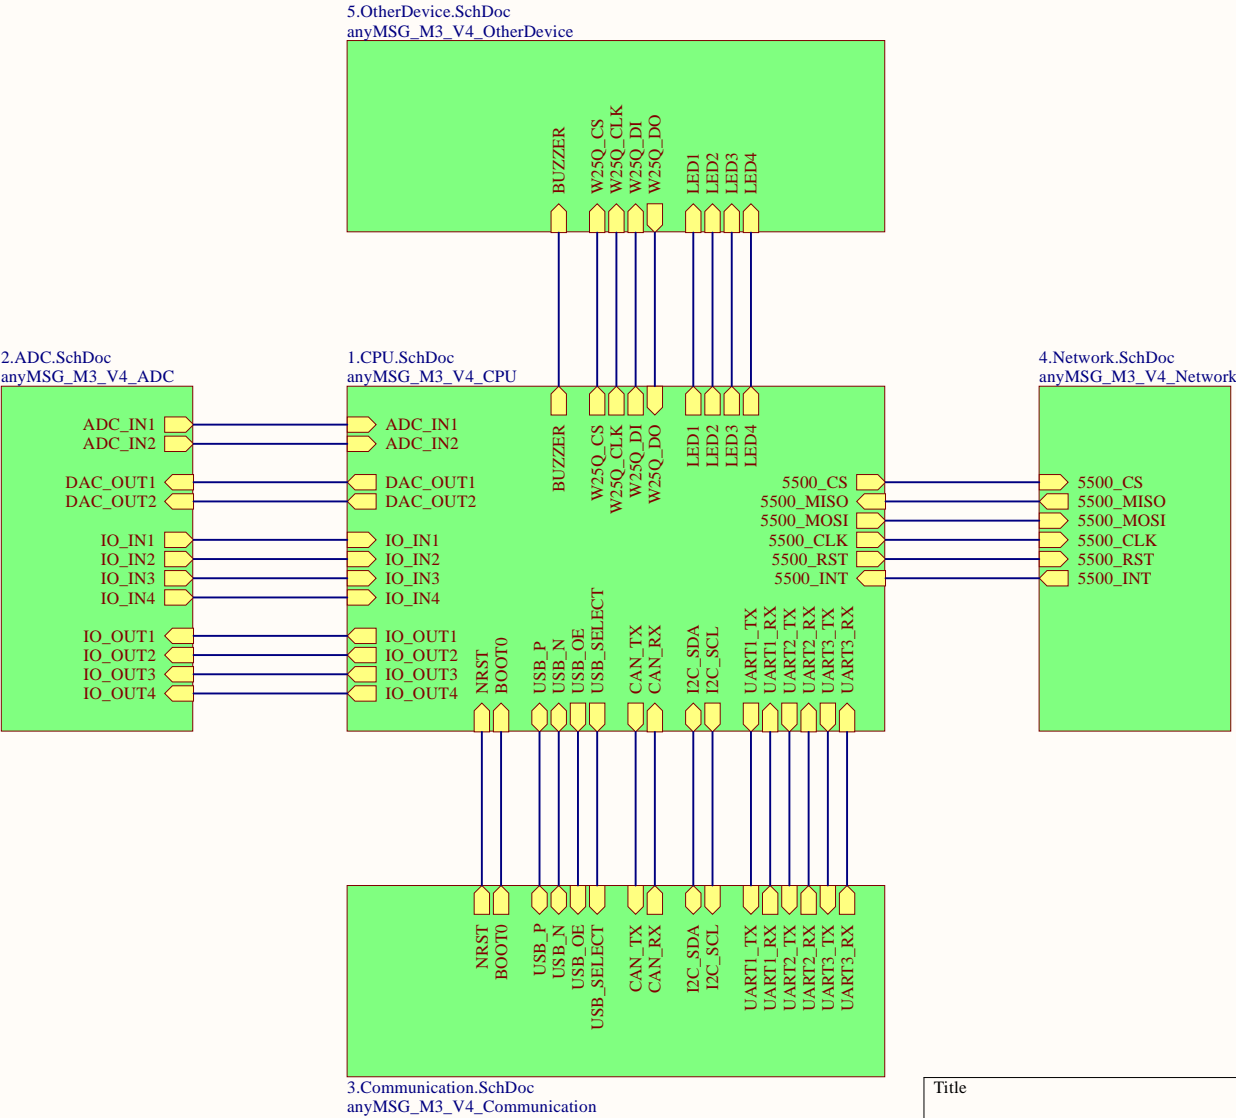 5.OtherDevice.SchDoc
anyMSG_M3_V4_OtherDevice
BUZZER
W25Q_CS
W25Q_CLK
W25Q_DI
W25Q_DO
LED1
LED2
LED3
LED4
2.ADC.SchDoc
anyMSG_M3_V4_ADC
ADC_IN1
ADC_IN2
DAC_OUT1
DAC_OUT2
IO_IN1
IO_IN2
IO_IN3
IO_IN4
IO_OUT1
IO_OUT2
IO_OUT3
IO_OUT4
1.CPU.SchDoc
anyMSG_M3_V4_CPU
ADC_IN1
ADC_IN2
DAC_OUT1
DAC_OUT2
IO_IN1
IO_IN2
IO_IN3
IO_IN4
IO_OUT1
IO_OUT2
IO_OUT3
IO_OUT4
BUZZER
W25Q_CS
W25Q_CLK
W25Q_DI
W25Q_DO
LED1
LED2
LED3
LED4
5500_CS
5500_MISO
5500_MOSI
5500_CLK
5500_RST
5500_INT
NRST
BOOT0
USB_P
USB_N
USB_OE
USB_SELECT
CAN_TX
CAN_RX
I2C_SDA
I2C_SCL
UART1_TX
UART1_RX
UART2_TX
UART2_RX
UART3_TX
UART3_RX
4.Network.SchDoc
anyMSG_M3_V4_Network
5500_CS
5500_MISO
5500_MOSI
5500_CLK
5500_RST
5500_INT
NRST
BOOT0
USB_P
USB_N
USB_OE
USB_SELECT
CAN_TX
CAN_RX
I2C_SDA
I2C_SCL
UART1_TX
UART1_RX
UART2_TX
UART2_RX
UART3_TX
UART3_RX
3.Communication.SchDoc
anyMSG_M3_V4_Communication
Title